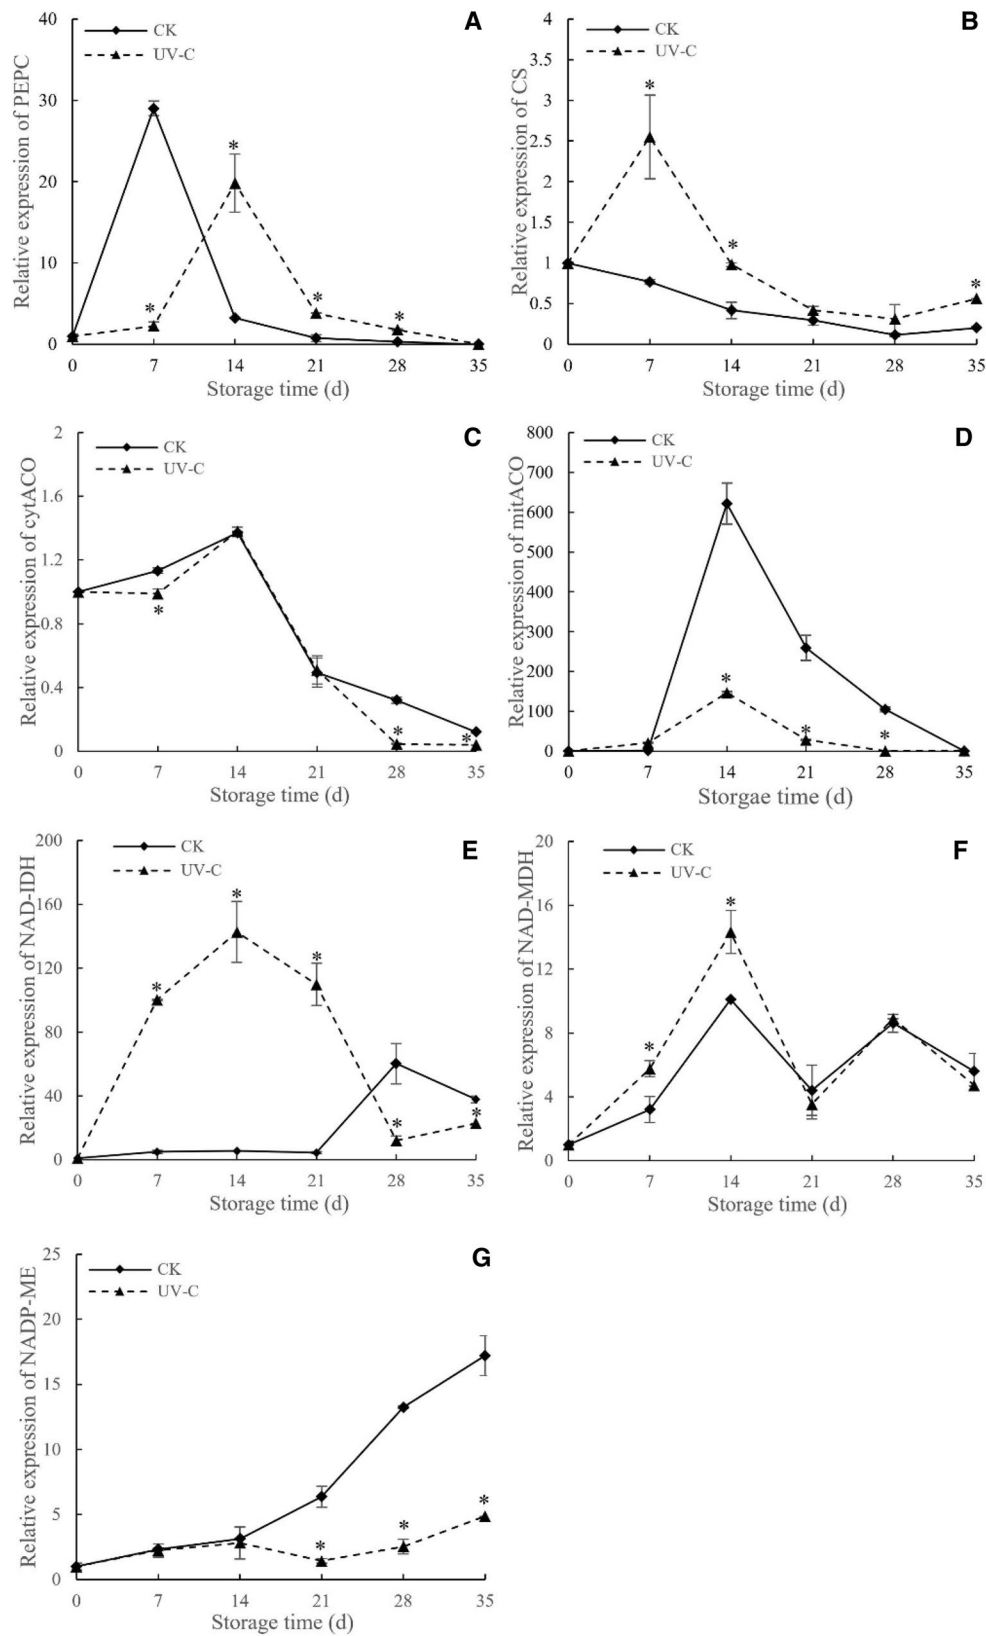 A
CK
UV-C
Relative expression of PEPC
40
30
20
10
0
* * * *
0 7 14 21 28 35
Storage time (d)
B
CK
UV-C
Relative expression of CS
4
3.5
3
2.5
2
1.5
1
0.5
0
* * *
0 7 14 21 28 35
Storage time (d)
C
CK
UV-C
Relative expression of cytACO
2
1.6
1.2
0.8
0.4
0
* * *
0 7 14 21 28 35
Storage time (d)
D
CK
UV-C
Relative expression of mitACO
800
700
600
500
400
300
200
100
0
* * *
0 7 14 21 28 35
Storgae time (d)
E
CK
UV-C
Relative expression of NAD-IDH
200
160
120
80
40
0
* * * * *
0 7 14 21 28 35
Storage time (d)
F
CK
UV-C
Relative expression of NAD-MDH
20
16
12
8
4
0
* *
0 7 14 21 28 35
Storage time (d)
G
CK
UV-C
Relative expression of NADP-ME
25
20
15
10
5
0
* * *
0 7 14 21 28 35
Storage time (d)